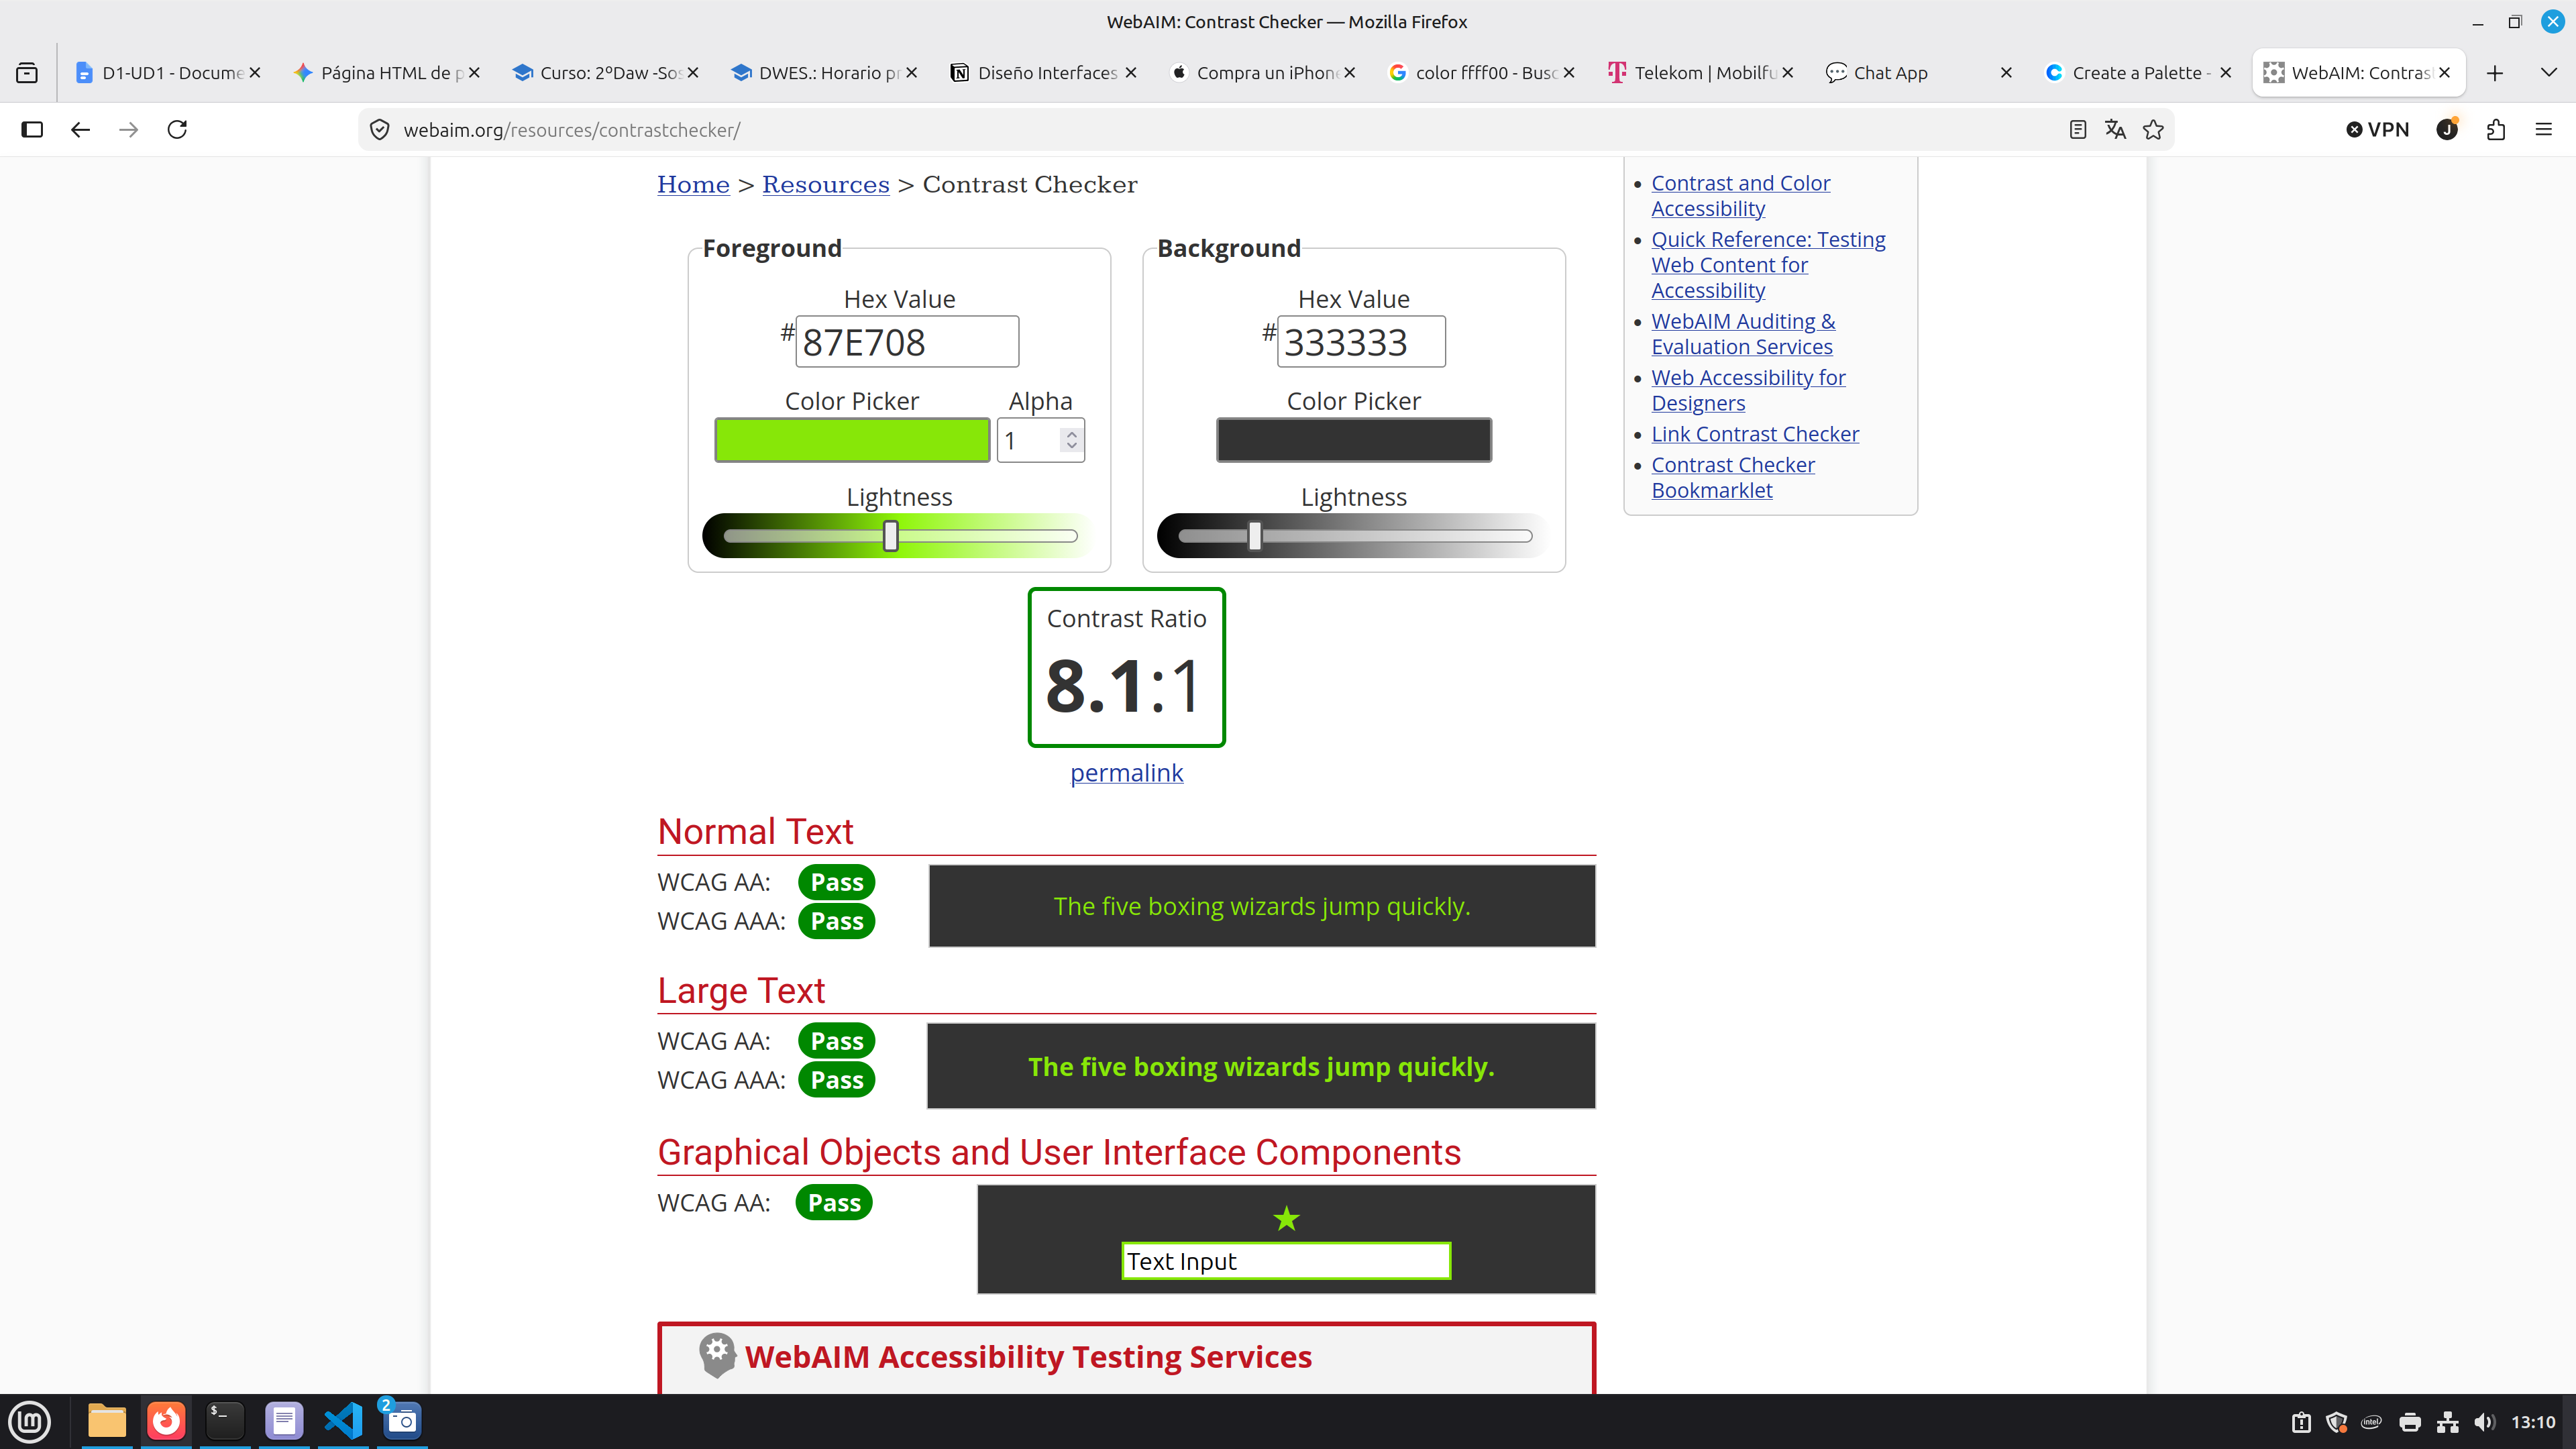 WebAIM: Contrast Checker — Mozilla Firefox
D1-UD1 - Docume
Página HTML de p
Curso: 2ºDaw -Sos
DWES.: Horario pr
Diseño Interfaces
Compra un iPhone
color ffff00 - Busc
Telekom | Mobilfu
Chat App
Create a Palette -
WebAIM: Contras
webaim.org/resources/contrastchecker/
VPN
J
Home > Resources > Contrast Checker
Foreground
Hex Value
#87E708
Color Picker
Alpha
1
Lightness
Background
Hex Value
#333333
Color Picker
Lightness
Contrast Ratio
8.1:1
permalink
Normal Text
WCAG AA: Pass
WCAG AAA: Pass
The five boxing wizards jump quickly.
Large Text
WCAG AA: Pass
WCAG AAA: Pass
The five boxing wizards jump quickly.
Graphical Objects and User Interface Components
WCAG AA: Pass
Text Input
WebAIM Accessibility Testing Services
Contrast and Color
Accessibility
Quick Reference: Testing
Web Content for
Accessibility
WebAIM Auditing &
Evaluation Services
Web Accessibility for
Designers
Link Contrast Checker
Contrast Checker
Bookmarklet
$_
2
intel
13:10